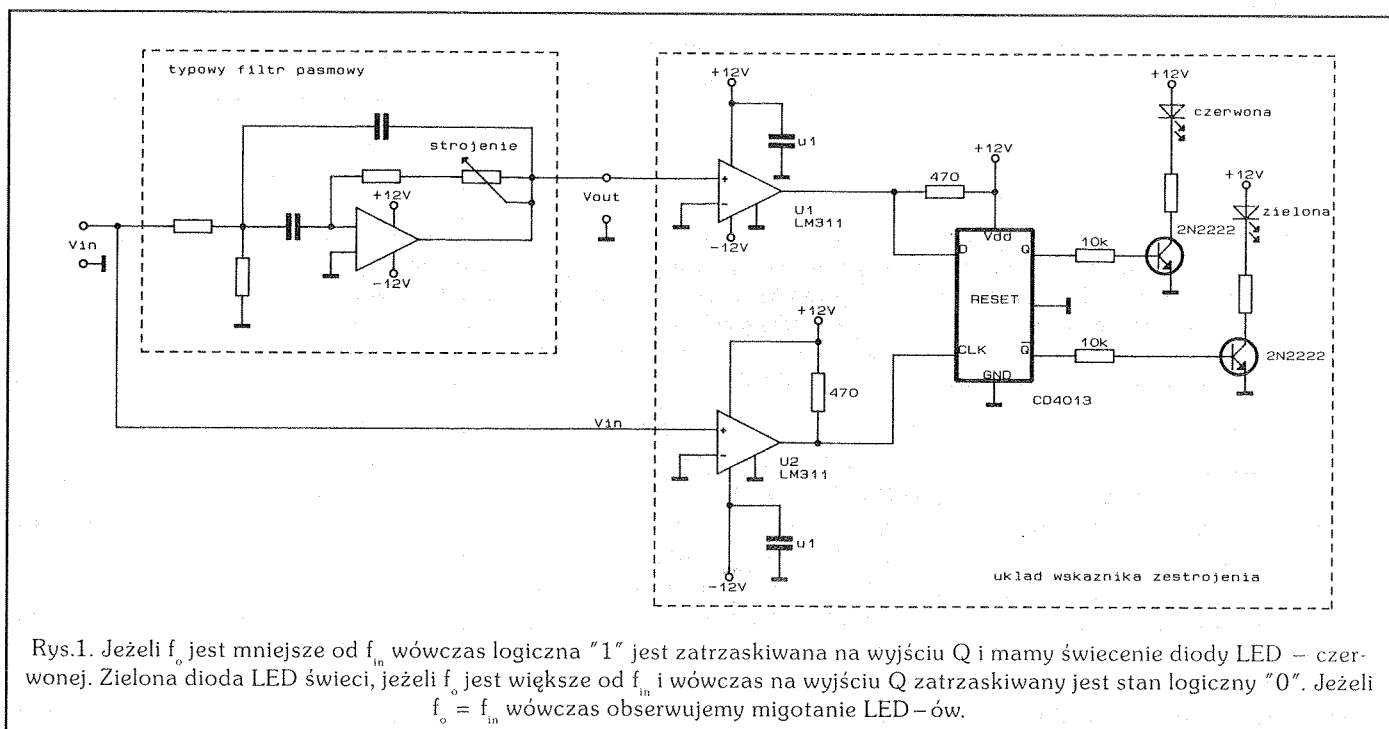 typowy filtr pasmowy
strojenie
+12V
-12V
Vin
Vout
+12V
u1
U1
LM311
-12V
470
+12V
Vdd
D
Q
RESET
CLK
Q
GND
CD4013
10k
10k
+12V
czerwona
2N2222
+12V
zielona
2N2222
+12V
470
Vin
U2
LM311
u1
-12V
uklad wskaznika zestrojenia
Rys.1. Jeżeli fo jest mniejsze od fin wówczas logiczna "1" jest zatrzaskiwana na wyjściu Q i mamy świecenie diody LED – czer-
wonej. Zielona dioda LED świeci, jeżeli fo jest większe od fin i wówczas na wyjściu Q zatrzaskiwany jest stan logiczny "0". Jeżeli
fo = fin wówczas obserwujemy migotanie LED–ów.